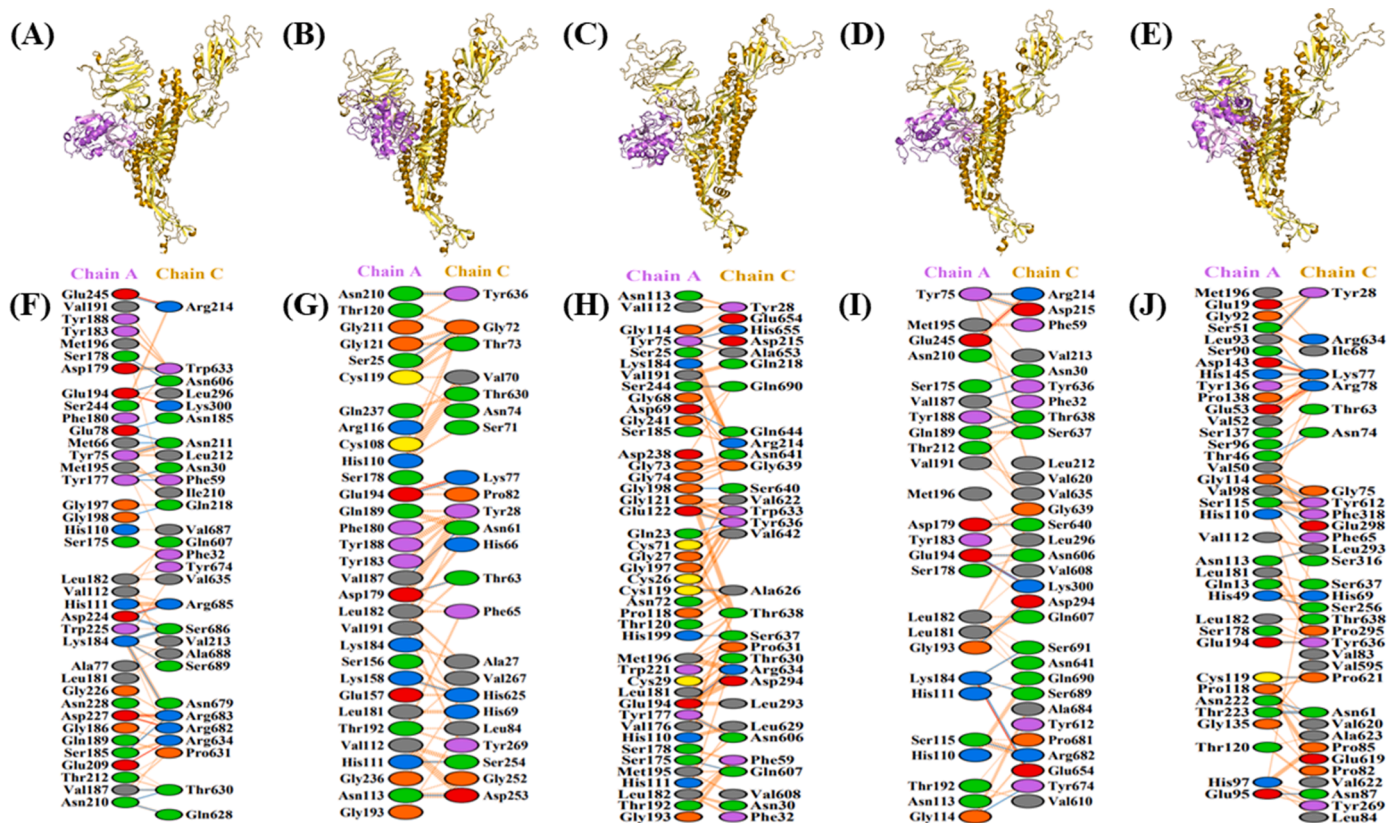 (A) (B) (C) (D) (E)
(F)
Chain A Chain C
Glu245
Val191
Tyr188
Tyr183
Met196
Ser178
Asp179
Glu194
Ser244
Phe180
Glu78
Met66
Tyr75
Met195
Tyr177
Gly197
Gly198
His110
Ser175
Leu182
Val112
His111
Asp224
Trp225
Lys184
Ala77
Leu181
Gly226
Asn228
Asp227
Gly186
Gln189
Ser185
Glu209
Thr212
Val187
Asn210
Arg214
Trp633
Asn606
Leu296
Lys300
Asn185
Asn211
Leu212
Asn30
Phe59
Ile210
Gln218
Val687
Gln607
Phe32
Tyr674
Val635
Arg685
Ser686
Val213
Ala688
Ser689
Asn679
Arg683
Arg682
Arg634
Pro631
Thr630
Gln628
(G)
Chain A Chain C
Asn210
Thr120
Gly211
Gly121
Ser25
Cys119
Gln237
Arg116
Cys108
His110
Ser178
Glu194
Gln189
Phe180
Tyr188
Tyr183
Val187
Asp179
Leu182
Val191
Lys184
Ser156
Lys158
Glu157
Leu181
Thr192
Val112
His111
Gly236
Asn113
Gly193
Tyr636
Gly72
Thr73
Val70
Thr630
Asn74
Ser71
Lys77
Pro82
Tyr28
Asn61
His66
Thr63
Phe65
Ala27
Val267
His625
His69
Leu84
Tyr269
Ser254
Gly252
Asp253
(H)
Chain A Chain C
Asn113
Val112
Gly114
Tyr75
Ser25
Lys184
Val191
Ser244
Gly68
Asp69
Gly241
Ser185
Asp238
Gly73
Gly74
Gly198
Gly121
Glu122
Gln23
Cys71
Gly27
Gly197
Cys26
Cys119
Asn72
Pro118
Thr120
His199
Met196
Trp221
Cys29
Leu181
Glu194
Tyr177
Val176
His110
Ser178
Ser175
Met195
His111
Leu182
Thr192
Gly193
Tyr28
Glu654
His655
Asp215
Ala653
Gln218
Gln690
Gln644
Arg214
Asn641
Gly639
Ser640
Val622
Trp633
Tyr636
Val642
Ala626
Thr638
Ser637
Pro631
Thr630
Arg634
Asp294
Leu293
Leu629
Asn606
Phe59
Gln607
Val608
Asn30
Phe32
(I)
Chain A Chain C
Tyr75
Met195
Glu245
Asn210
Ser175
Val187
Tyr188
Gln189
Thr212
Val191
Met196
Asp179
Tyr183
Glu194
Ser178
Leu182
Leu181
Gly193
Lys184
His111
Ser115
His110
Thr192
Asn113
Gly114
Arg214
Asp215
Phe59
Val213
Asn30
Tyr636
Phe32
Thr638
Ser637
Leu212
Val620
Val635
Gly639
Ser640
Leu296
Asn606
Val608
Lys300
Asp294
Gln607
Ser691
Asn641
Gln690
Ser689
Ala684
Tyr612
Pro681
Arg682
Glu654
Tyr674
Val610
(J)
Chain A Chain C
Met196
Glu19
Gly92
Ser51
Leu93
Ser90
Asp143
His145
Tyr136
Pro138
Glu53
Val52
Ser137
Ser96
Thr46
Val50
Gly114
Val98
Ser115
His110
Val112
Asn113
Leu181
Gln13
His49
Leu182
Ser178
Glu194
Cys119
Pro118
Asn222
Thr223
Gly135
Thr120
His97
Glu95
Tyr28
Arg634
Ile68
Lys77
Arg78
Thr63
Asn74
Gly75
Tyr612
Phe318
Glu298
Phe65
Leu293
Ser316
Ser637
His69
Ser256
Thr638
Pro295
Tyr636
Val83
Val595
Pro621
Asn61
Val620
Ala623
Pro85
Glu619
Pro82
Val622
Asn87
Tyr269
Leu84